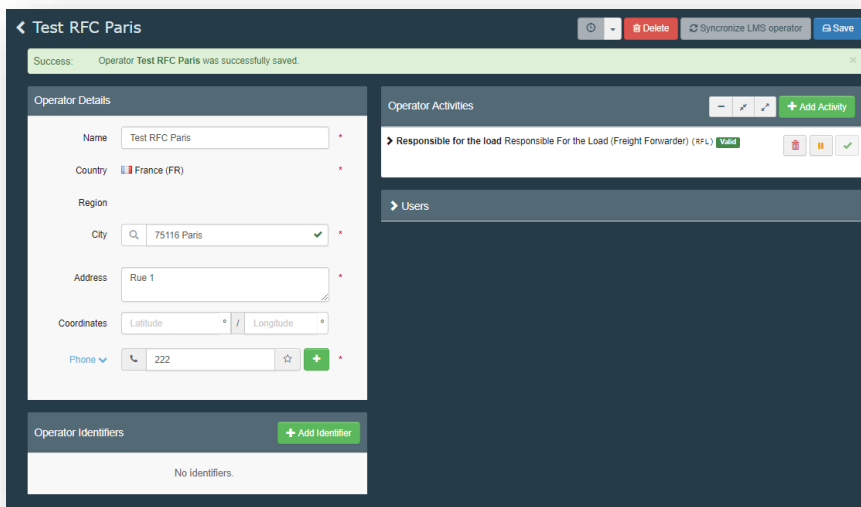 Test RFC Paris
Delete
Syncronize LMS operator
Save
Success: Operator Test RFC Paris was successfully saved. ×
Operator Details
Name Test RFC Paris *
Country France (FR) *
Region
City 75116 Paris *
Address Rue 1 *
Coordinates Latitude ° / Longitude °
Phone 222 + *
Operator Identifiers
+ Add Identifier
No identifiers.
Operator Activities
+ Add Activity
Responsible for the load Responsible For the Load (Freight Forwarder) (RFL) Valid
Users